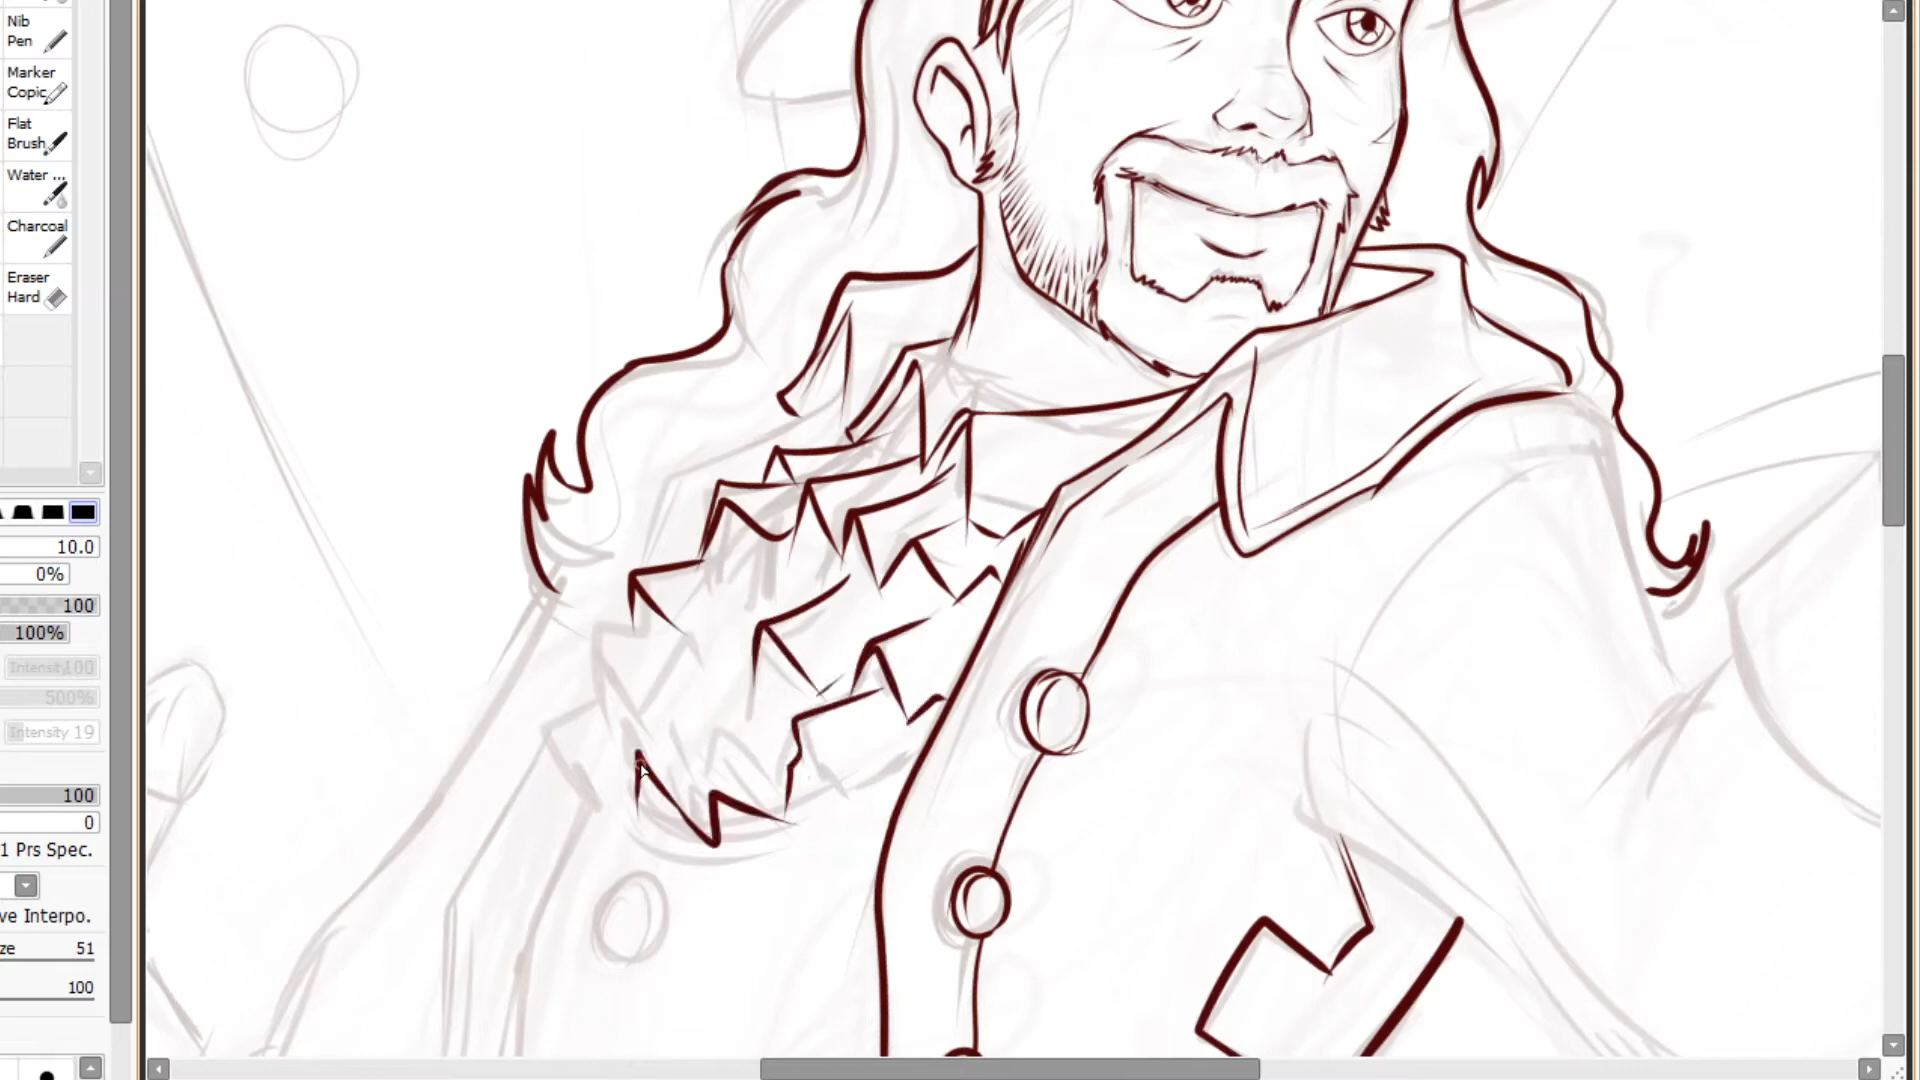 Nib
Pen
Marker
Copic
Flat
Brush
Water ...
Charcoal
Eraser
Hard
10.0
0%
100
100%
Intensity 100
500%
Intensity 19
100
0
1 Prs Spec.
ve Interpo.
ze 51
100